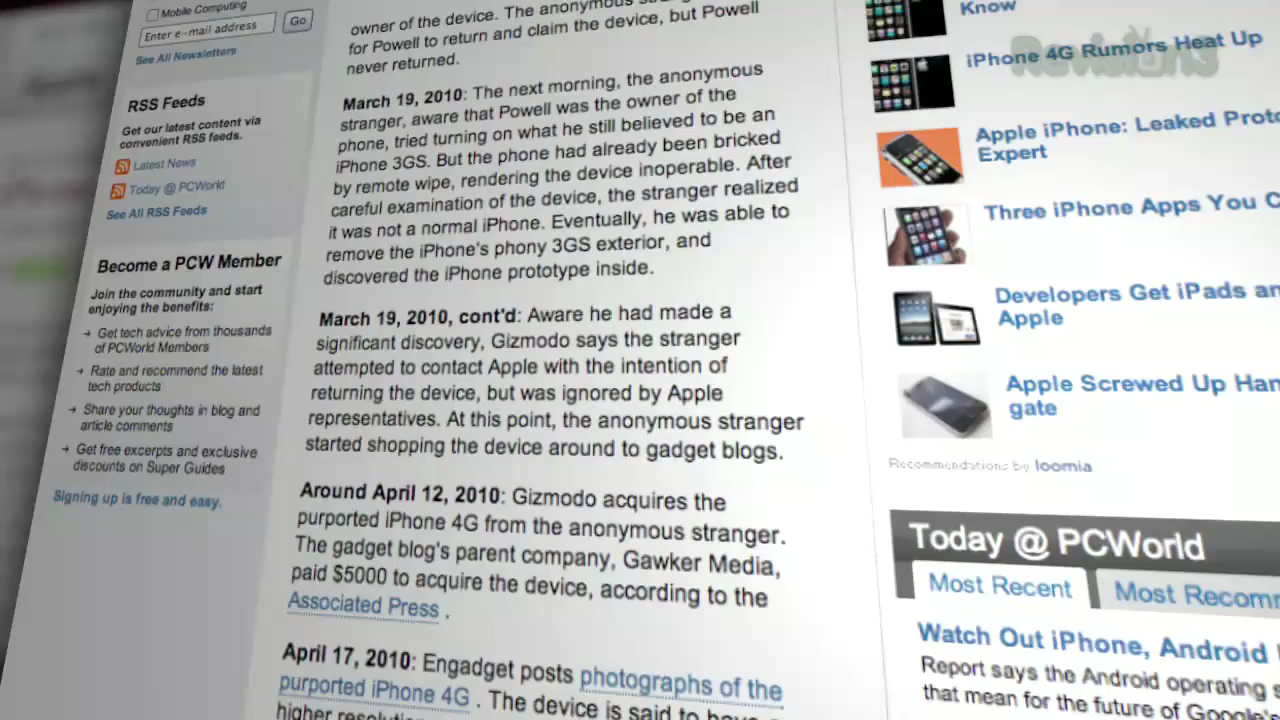 Mobile Computing
Enter e-mail address
Go
See All Newsletters
RSS Feeds
Get our latest content via
convenient RSS feeds.
Latest News
Today @ PCWorld
See All RSS Feeds
Become a PCW Member
Join the community and start
enjoying the benefits:
Get tech advice from thousands
of PCWorld Members
Rate and recommend the latest
tech products
Share your thoughts in blog and
article comments
Get free excerpts and exclusive
discounts on Super Guides
Signing up is free and easy.
owner of the device. The anonymous
for Powell to return and claim the device, but Powell
never returned.
March 19, 2010: The next morning, the anonymous
stranger, aware that Powell was the owner of the
phone, tried turning on what he still believed to be an
iPhone 3GS. But the phone had already been bricked
by remote wipe, rendering the device inoperable. After
careful examination of the device, the stranger realized
it was not a normal iPhone. Eventually, he was able to
remove the iPhone's phony 3GS exterior, and
discovered the iPhone prototype inside.
March 19, 2010, cont'd: Aware he had made a
significant discovery, Gizmodo says the stranger
attempted to contact Apple with the intention of
returning the device, but was ignored by Apple
representatives. At this point, the anonymous stranger
started shopping the device around to gadget blogs.
Around April 12, 2010: Gizmodo acquires the
purported iPhone 4G from the anonymous stranger.
The gadget blog's parent company, Gawker Media,
paid $5000 to acquire the device, according to the
Associated Press .
April 17, 2010: Engadget posts photographs of the
purported iPhone 4G . The device is said to have
higher
Know
Revision3
iPhone 4G Rumors Heat Up
Apple iPhone: Leaked Proto
Expert
Three iPhone Apps You C
Developers Get iPads an
Apple
Apple Screwed Up Han
gate
Recommendations by loomia
Today @ PCWorld
Most Recent
Most Recomm
Watch Out iPhone, Android
Report says the Android operating s
that mean for the future of Google's